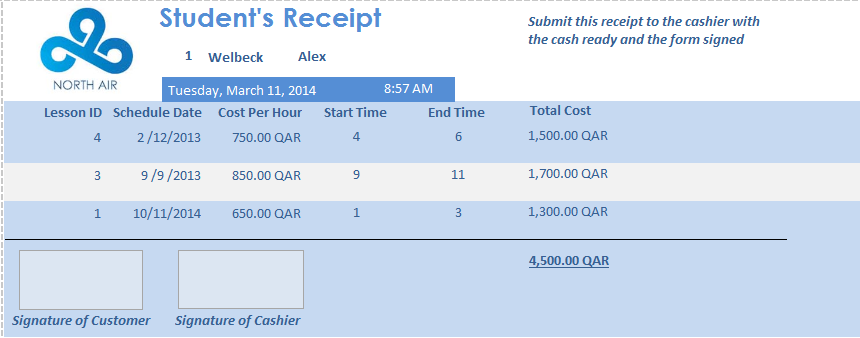 Student's Receipt
Submit this receipt to the cashier with
the cash ready and the form signed
1 Welbeck Alex
NORTH AIR
Tuesday, March 11, 2014 8:57 AM
Lesson ID Schedule Date Cost Per Hour Start Time End Time Total Cost
4 2 /12/2013 750.00 QAR 4 6 1,500.00 QAR
3 9 /9 /2013 850.00 QAR 9 11 1,700.00 QAR
1 10/11/2014 650.00 QAR 1 3 1,300.00 QAR
4,500.00 QAR
Signature of Customer Signature of Cashier